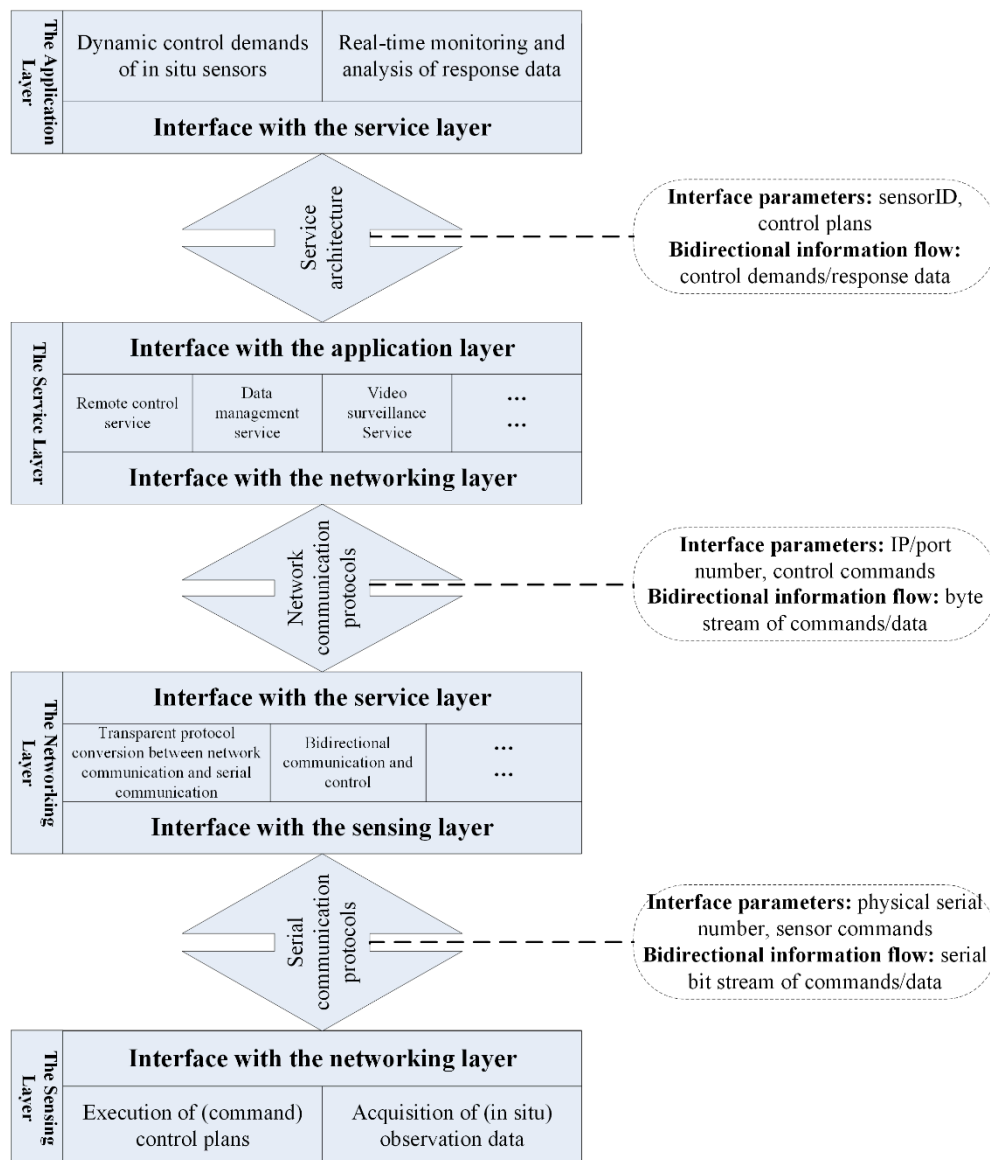 The Application
Layer
Dynamic control demands
of in situ sensors
Real-time monitoring and
analysis of response data
Interface with the service layer
Service
architecture
Interface parameters: sensorID,
control plans
Bidirectional information flow:
control demands/response data
The Service Layer
Interface with the application layer
Remote control
service
Data
management
service
Video
surveillance
Service
...
...
Interface with the networking layer
Network
communication
protocols
Interface parameters: IP/port
number, control commands
Bidirectional information flow: byte
stream of commands/data
The Networking
Layer
Interface with the service layer
Transparent protocol
conversion between network
communication and serial
communication
Bidirectional
communication and
control
...
...
Interface with the sensing layer
Serial
communication
protocols
Interface parameters: physical serial
number, sensor commands
Bidirectional information flow: serial
bit stream of commands/data
The Sensing
Layer
Interface with the networking layer
Execution of (command)
control plans
Acquisition of (in situ)
observation data